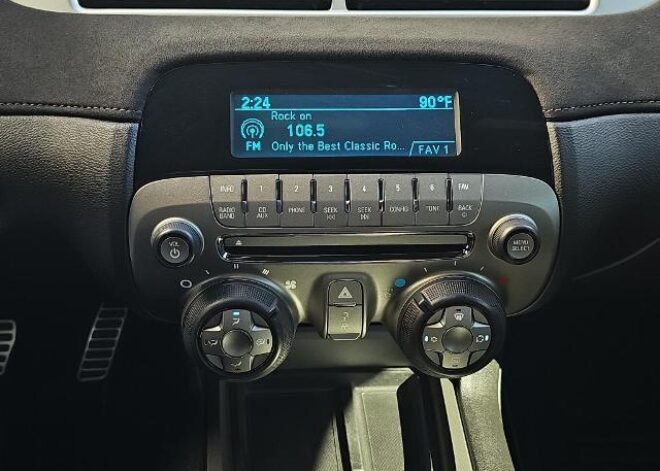 2:24 90°F
Rock on
106.5
FM Only the Best Classic Ro... FAV 1
INFO 1 2 3 4 5 6 FAV
RADIO BAND CD AUX PHONE SEEK SEEK CONFIG TONE BACK
VOL
MENU SELECT